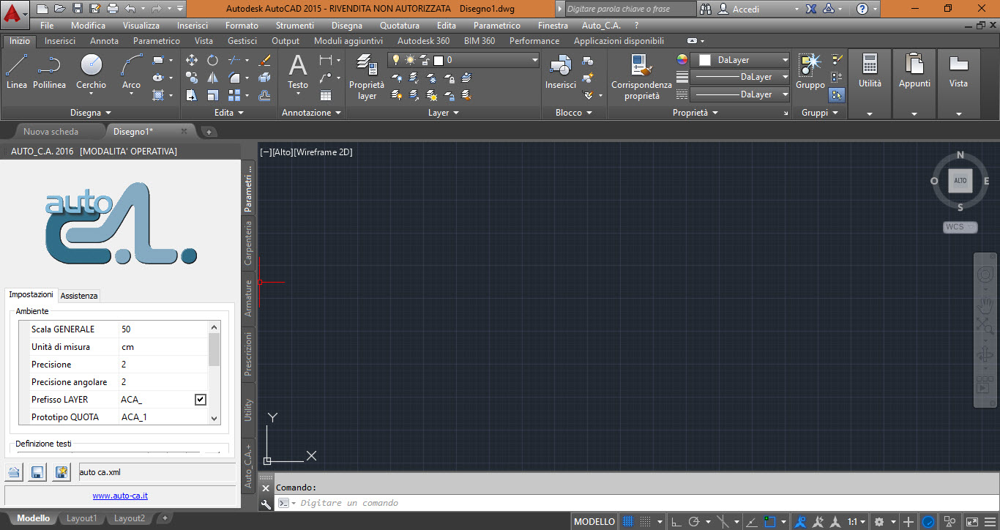 Autodesk AutoCAD 2015 - RIVENDITA NON AUTORIZZATA Disegno1.dwg
Digitare parola chiave o frase
Accedi
File Modifica Visualizza Inserisci Formato Strumenti Disegna Quotatura Edita Parametrico Finestra Auto_C.A. ?
Inizio Inserisci Annota Parametrico Vista Gestisci Output Moduli aggiuntivi Autodesk 360 BIM 360 Performance Applicazioni disponibili
Linea Polilinea Cerchio Arco
Disegna
Edita
A
Testo
Annotazione
Proprietà
layer
0
Layer
Inserisci
Blocco
Corrispondenza
proprietà
DaLayer
DaLayer
DaLayer
Proprietà
Gruppo
Gruppi
Utilità
Appunti
Vista
Nuova scheda Disegno1*
AUTO_C.A. 2016 [MODALITA' OPERATIVA]
auto
C.A.
Impostazioni Assistenza
Ambiente
Scala GENERALE 50
Unità di misura cm
Precisione 2
Precisione angolare 2
Prefisso LAYER ACA_
Prototipo QUOTA ACA_1
Definizione testi
auto ca.xml
www.auto-ca.it
Parametri ...
Carpenteria
Armature
Prescrizioni
Utility
Auto_C.A.+
[−][Alto][Wireframe 2D]
N
O ALTO E
S
WCS
Y
X
Comando:
Digitare un comando
Modello Layout1 Layout2
MODELLO
1:1